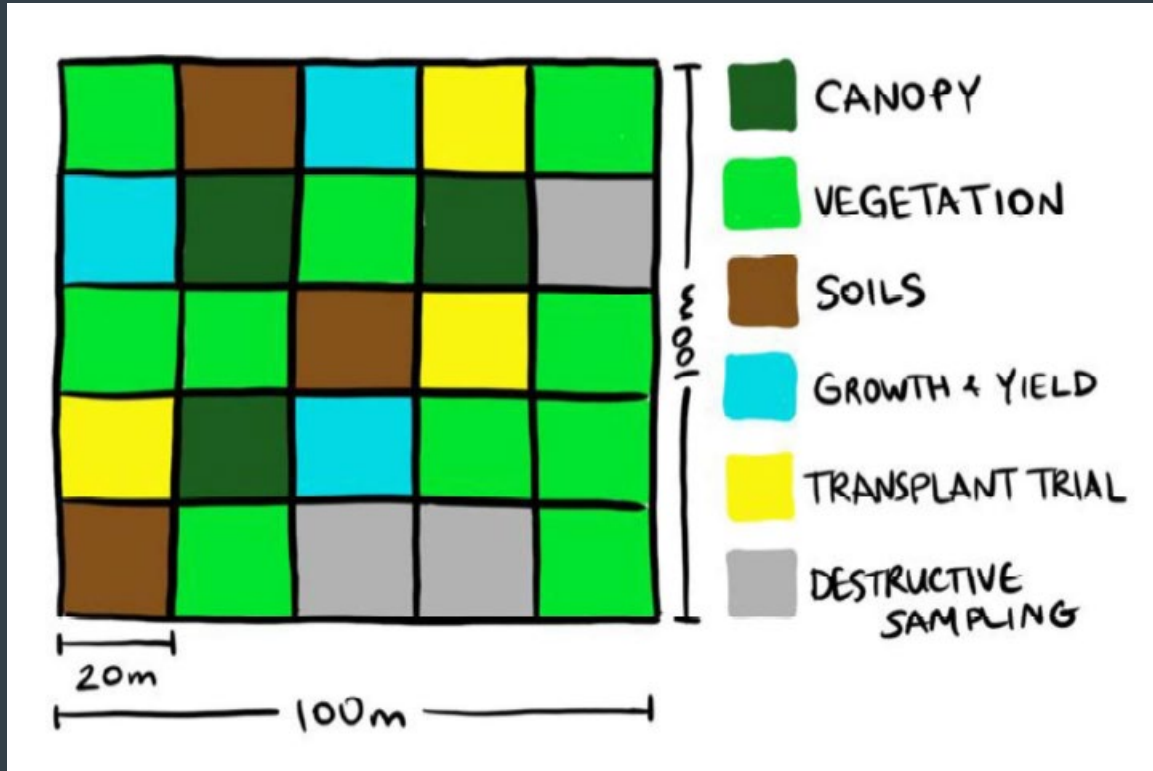 CANOPY
VEGETATION
SOILS
GROWTH & YIELD
TRANSPLANT TRIAL
DESTRUCTIVE
SAMPLING
100m
20m
100m